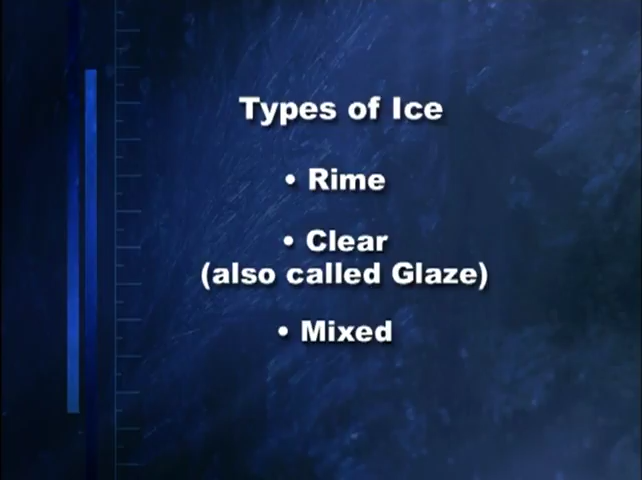 Types of Ice
• Rime
• Clear
(also called Glaze)
• Mixed